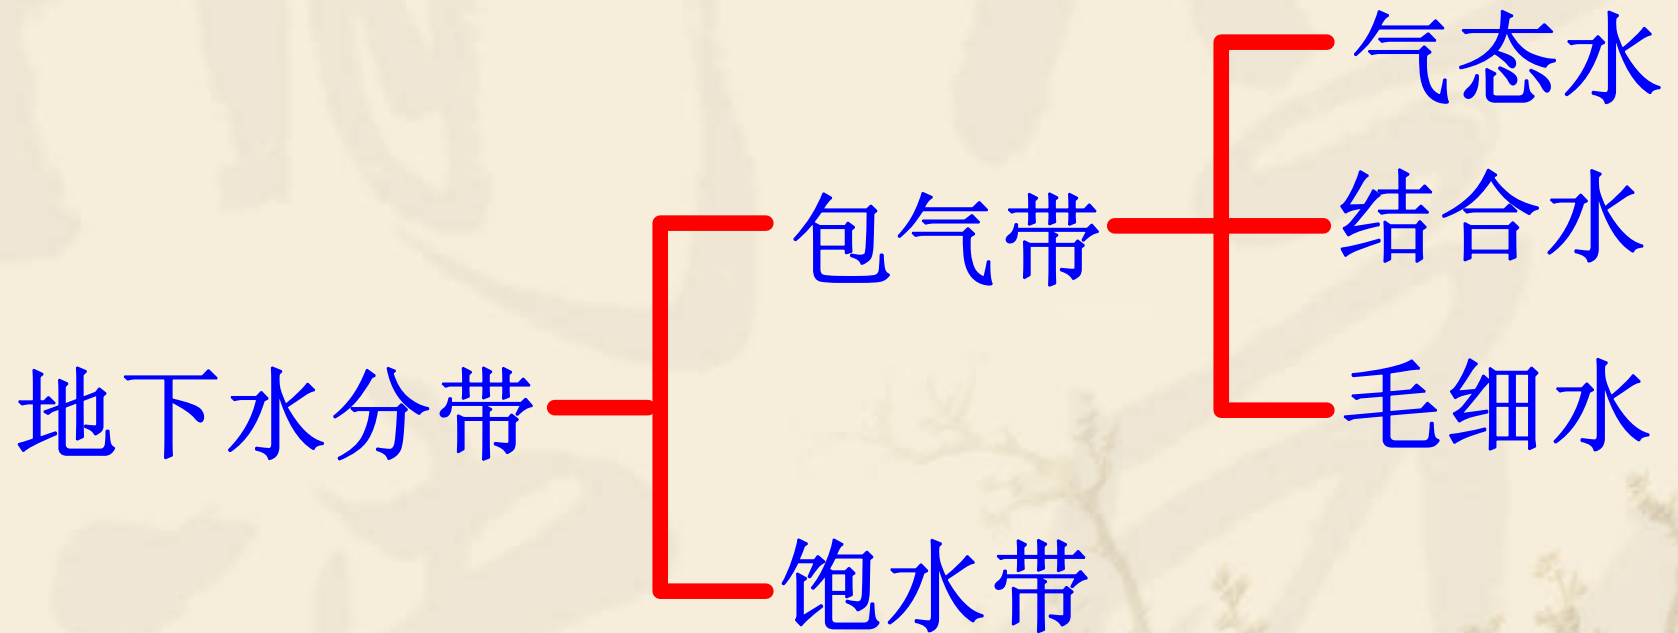 气态水
包气带
结合水
地下水分带
毛细水
饱水带